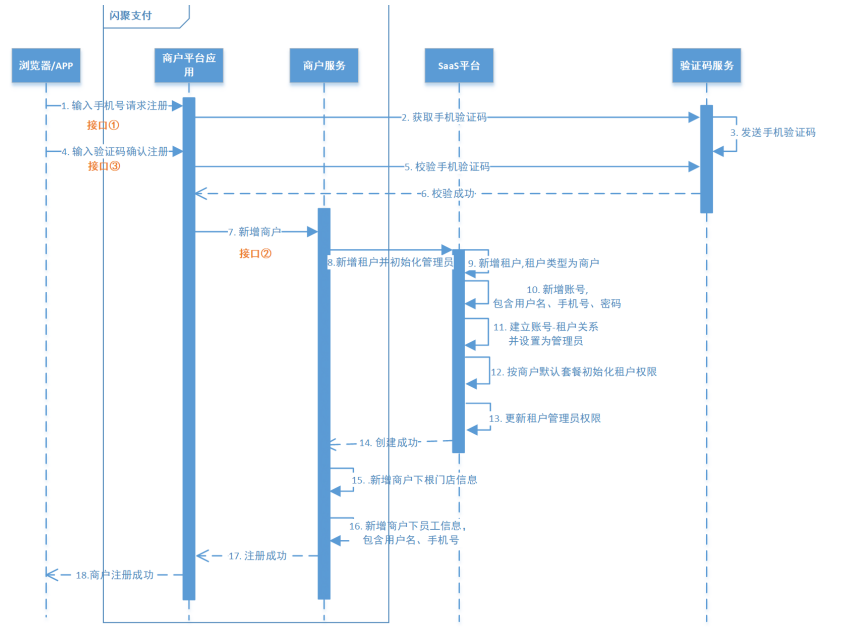 闪聚支付
浏览器/APP
商户平台应
用
商户服务
SaaS平台
验证码服务
1. 输入手机号请求注册
接口①
2. 获取手机验证码
3. 发送手机验证码
4. 输入验证码确认注册
接口③
5. 校验手机验证码
6. 校验成功
7. 新增商户
接口②
8.新增租户并初始化管理员
9. 新增租户,租户类型为商户
10. 新增账号,
包含用户名、手机号、密码
11. 建立账号-租户关系
并设置为管理员
12. 按商户默认套餐初始化租户权限
13. 更新租户管理员权限
14. 创建成功
15. .新增商户下根门店信息
16. 新增商户下员工信息，
包含用户名、手机号
17. 注册成功
18.商户注册成功